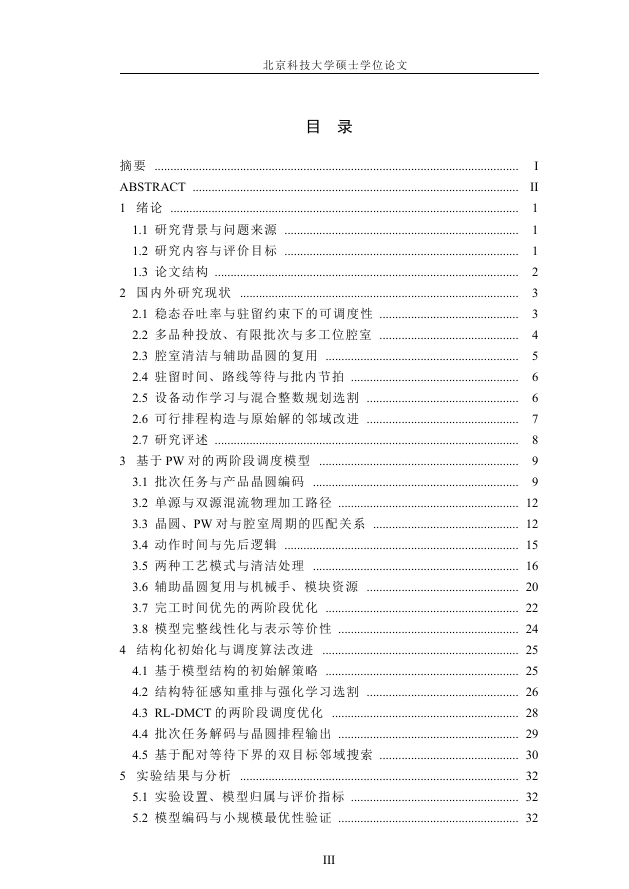 北京科技大学硕士学位论文
目 录
摘要 ........ I
ABSTRACT ........ II
1 绪论 ........ 1
1.1 研究背景与问题来源 ........ 1
1.2 研究内容与评价目标 ........ 1
1.3 论文结构 ........ 2
2 国内外研究现状 ........ 3
2.1 稳态吞吐率与驻留约束下的可调度性 ........ 3
2.2 多品种投放、有限批次与多工位腔室 ........ 4
2.3 腔室清洁与辅助晶圆的复用 ........ 5
2.4 驻留时间、路线等待与批内节拍 ........ 6
2.5 设备动作学习与混合整数规划选割 ........ 6
2.6 可行排程构造与原始解的邻域改进 ........ 7
2.7 研究评述 ........ 8
3 基于 PW 对的两阶段调度模型 ........ 9
3.1 批次任务与产品晶圆编码 ........ 9
3.2 单源与双源混流物理加工路径 ........ 12
3.3 晶圆、PW 对与腔室周期的匹配关系 ........ 12
3.4 动作时间与先后逻辑 ........ 15
3.5 两种工艺模式与清洁处理 ........ 16
3.6 辅助晶圆复用与机械手、模块资源 ........ 20
3.7 完工时间优先的两阶段优化 ........ 22
3.8 模型完整线性化与表示等价性 ........ 24
4 结构化初始化与调度算法改进 ........ 25
4.1 基于模型结构的初始解策略 ........ 25
4.2 结构特征感知重排与强化学习选割 ........ 26
4.3 RL-DMCT 的两阶段调度优化 ........ 28
4.4 批次任务解码与晶圆排程输出 ........ 29
4.5 基于配对等待下界的双目标邻域搜索 ........ 30
5 实验结果与分析 ........ 32
5.1 实验设置、模型归属与评价指标 ........ 32
5.2 模型编码与小规模最优性验证 ........ 32
III